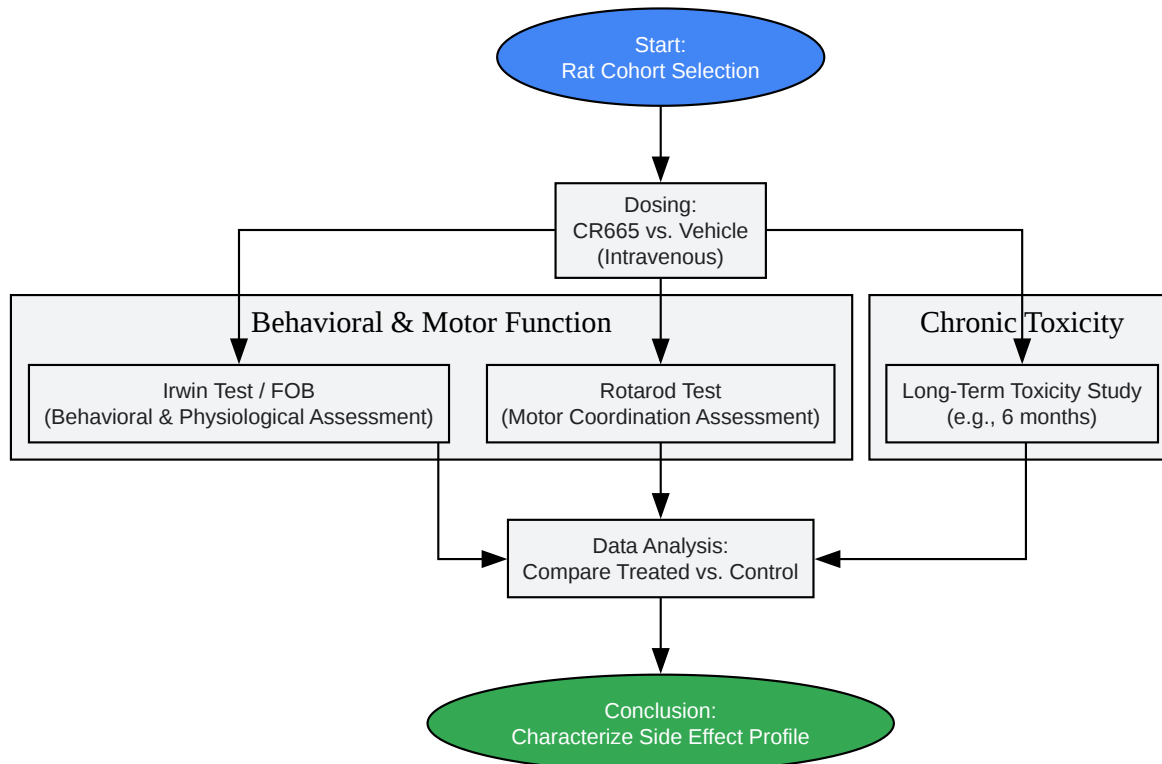 Start:
Rat Cohort Selection
Dosing:
CR665 vs. Vehicle
(Intravenous)
Behavioral & Motor Function
Irwin Test / FOB
(Behavioral & Physiological Assessment)
Rotarod Test
(Motor Coordination Assessment)
Chronic Toxicity
Long-Term Toxicity Study
(e.g., 6 months)
Data Analysis:
Compare Treated vs. Control
Conclusion:
Characterize Side Effect Profile